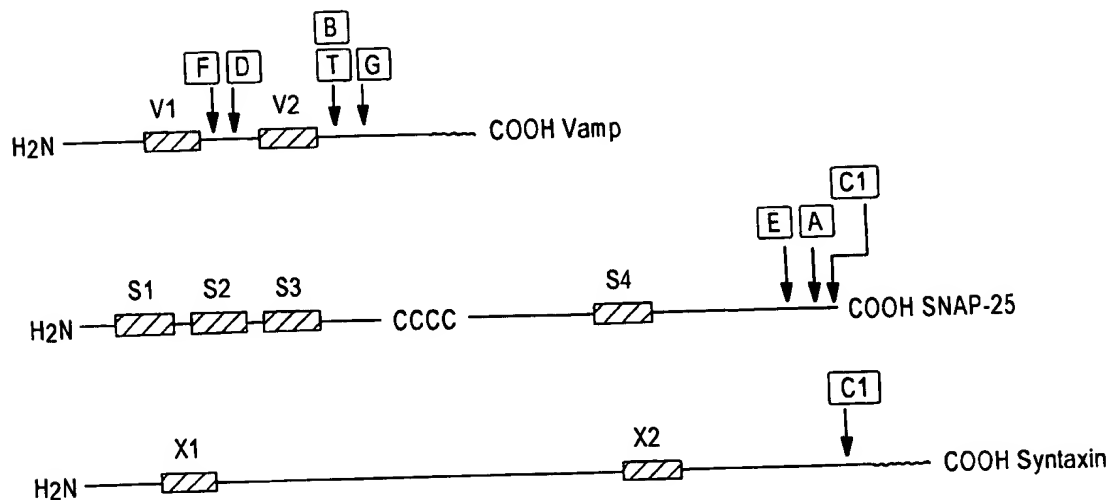 B
F D T G
V1 V2
H2N COOH Vamp
C1
E A
S1 S2 S3 S4
H2N CCCC COOH SNAP-25
C1
X1 X2
H2N COOH Syntaxin